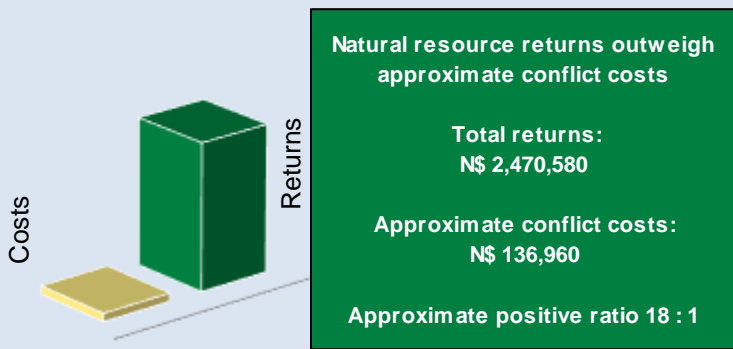 Costs
Returns
Natural resource returns outweigh
approximate conflict costs
Total returns:
N$ 2,470,580
Approximate conflict costs:
N$ 136,960
Approximate positive ratio 18 : 1